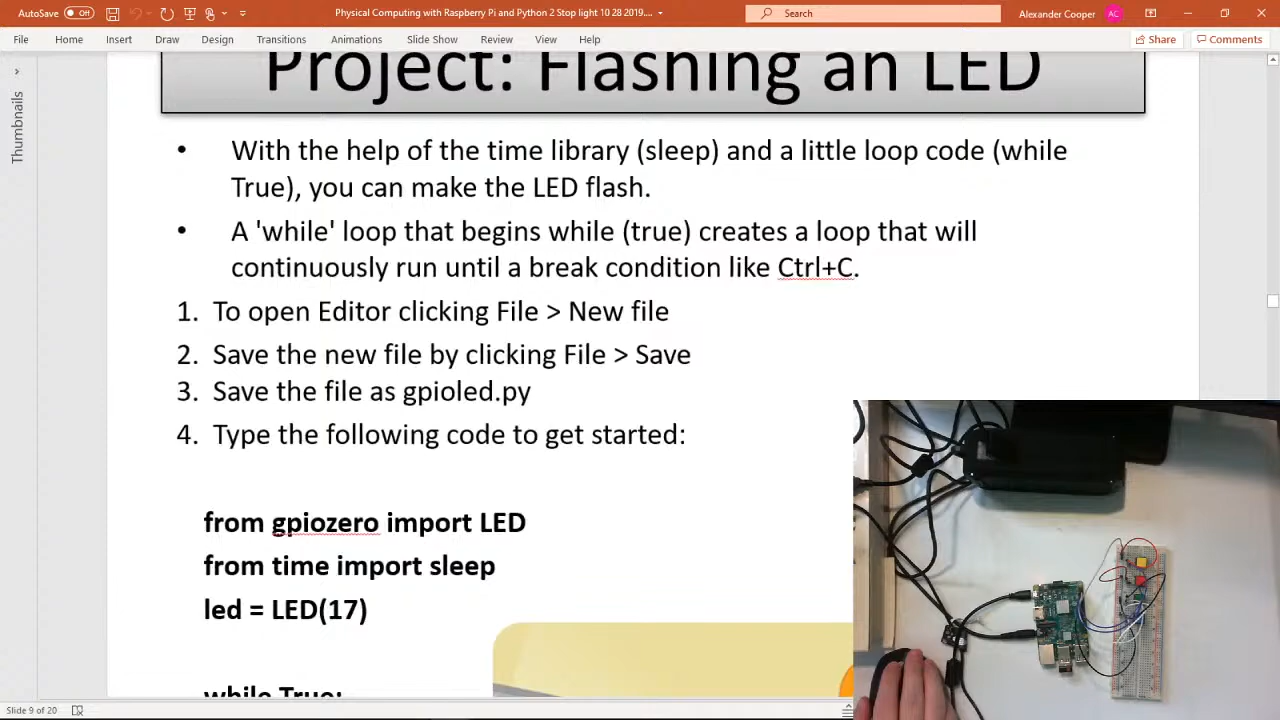 AutoSave Off Physical Computing with Raspberry Pi and Python 2 Stop light 10 28 2019.... Search Alexander Cooper AC
File Home Insert Draw Design Transitions Animations Slide Show Review View Help Share Comments
Thumbnails
Project: Flashing an LED
• With the help of the time library (sleep) and a little loop code (while
True), you can make the LED flash.
• A 'while' loop that begins while (true) creates a loop that will
continuously run until a break condition like Ctrl+C.
1. To open Editor clicking File > New file
2. Save the new file by clicking File > Save
3. Save the file as gpioled.py
4. Type the following code to get started:
from gpiozero import LED
from time import sleep
led = LED(17)
while True:
Slide 9 of 20